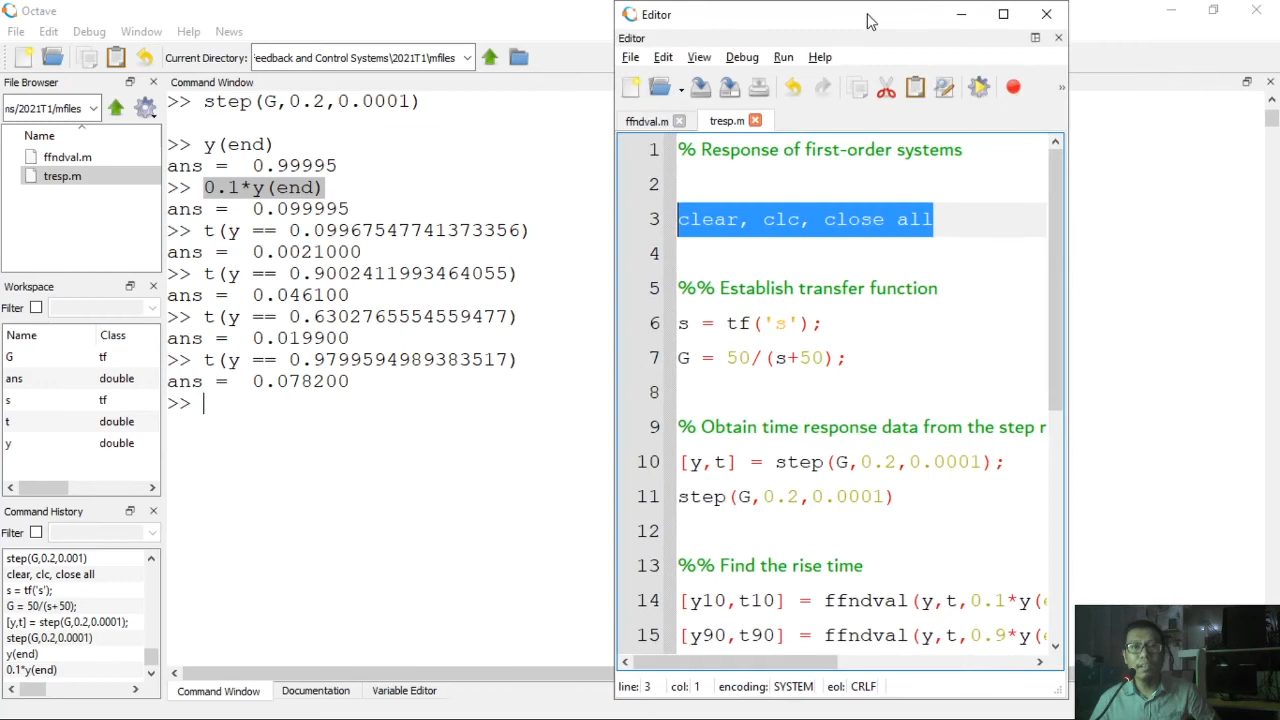 Octave
File Edit Debug Window Help News
Current Directory: Feedback and Control Systems\2021T1\mfiles
File Browser
ns/2021T1/mfiles
Name
ffndval.m
tresp.m
Workspace
Filter
Name Class
G tf
ans double
s tf
t double
y double
Command History
Filter
step(G,0.2,0.001)
clear, clc, close all
s = tf('s');
G = 50/(s+50);
[y,t] = step(G,0.2,0.0001);
step(G,0.2,0.0001)
y(end)
0.1*y(end)
Command Window
>> step(G,0.2,0.0001)
>> y(end)
ans = 0.99995
>> 0.1*y(end)
ans = 0.099995
>> t(y == 0.09967547741373356)
ans = 0.0021000
>> t(y == 0.9002411993464055)
ans = 0.046100
>> t(y == 0.6302765554559477)
ans = 0.019900
>> t(y == 0.9799594989383517)
ans = 0.078200
>>
Command Window Documentation Variable Editor
Editor
Editor
File Edit View Debug Run Help
ffndval.m tresp.m
1 % Response of first-order systems
2
3 clear, clc, close all
4
5 %% Establish transfer function
6 s = tf('s');
7 G = 50/(s+50);
8
9 % Obtain time response data from the step r
10 [y,t] = step(G,0.2,0.0001);
11 step(G,0.2,0.0001)
12
13 %% Find the rise time
14 [y10,t10] = ffndval(y,t,0.1*y(e
15 [y90,t90] = ffndval(y,t,0.9*y(e
line: 3 col: 1 encoding: SYSTEM eol: CRLF